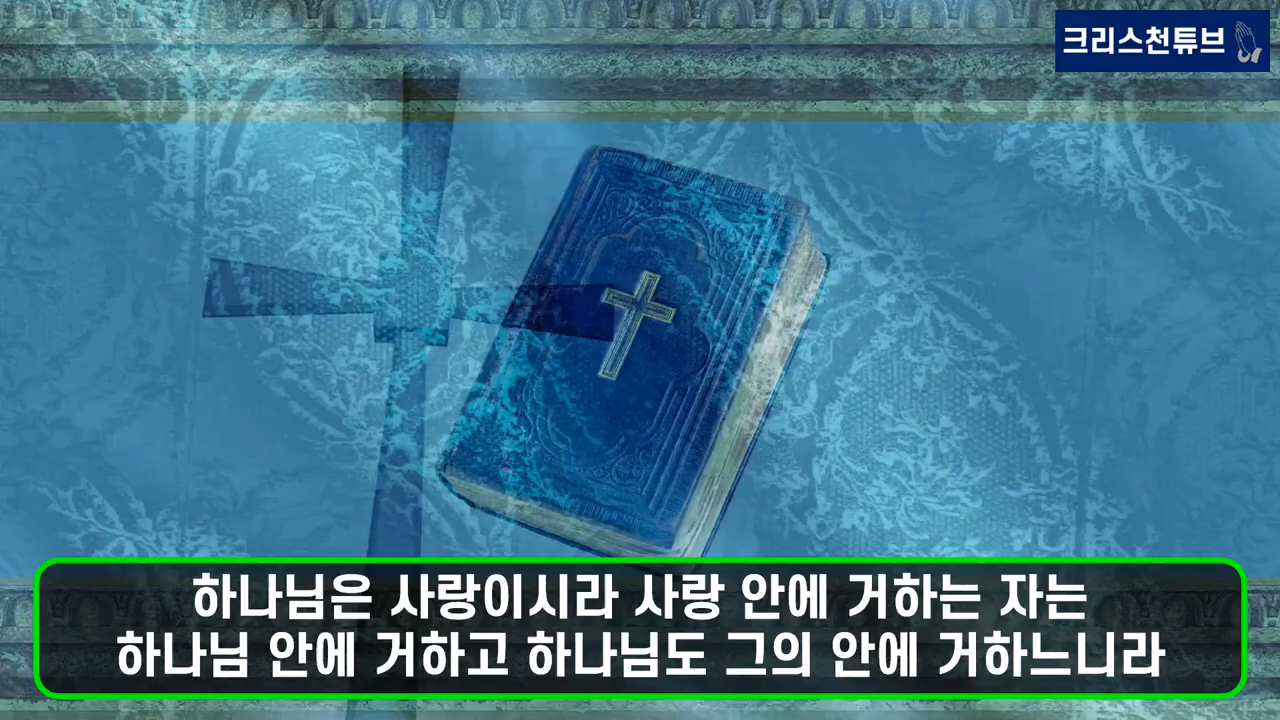 크리스천튜브
하나님은 사랑이시라 사랑 안에 거하는 자는
하나님 안에 거하고 하나님도 그의 안에 거하느니라